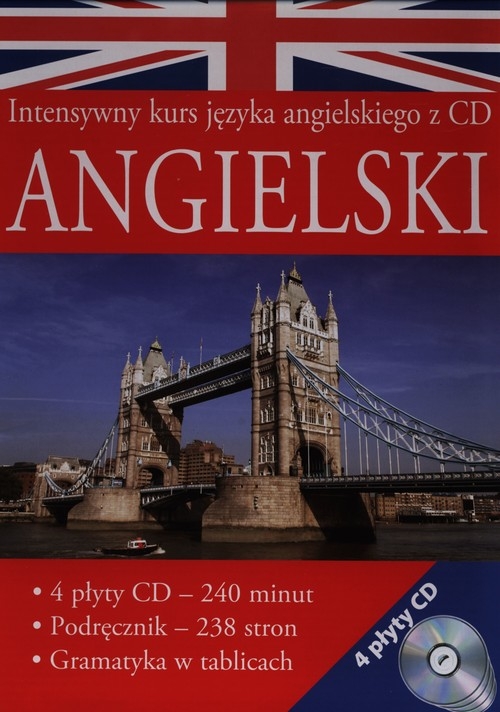 Intensywny kurs języka angielskiego z CD
ANGIELSKI
• 4 płyty CD – 240 minut
• Podręcznik – 238 stron
• Gramatyka w tablicach
4 płyty CD